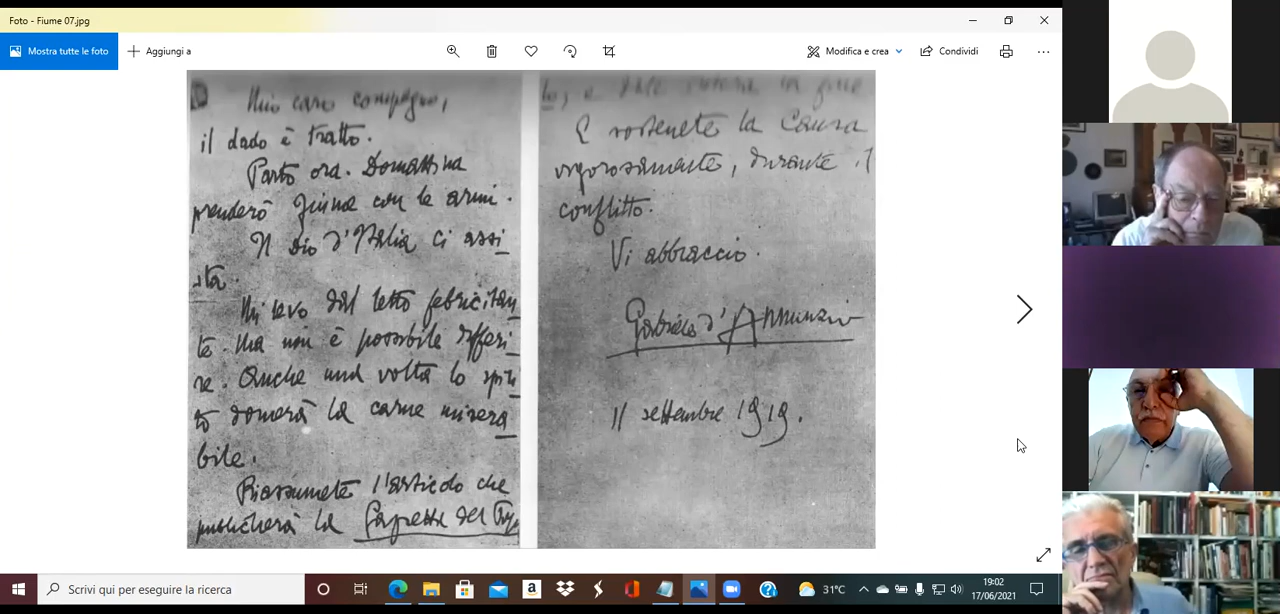 Foto - Fiume 07.jpg
Mostra tutte le foto
Aggiungi a
Modifica e crea
Condividi
Mio caro compagno,
il dado è tratto.
Parto ora. Domattina
prenderò Fiume con le armi.
Il Dio d'Italia ci assi
sta.
Mi levo dal letto febricitan
te. Ma non è possibile differi
re. Anche una volta lo spiri
to domerà la carne misera
bile.
Riassumete l'articolo che
publicherà la Gazzetta del Popo
lo, e date intera la fine
E sostenete la Causa
vigorosamente, durante il
conflitto.
Vi abbraccio.
Gabriele d'Annunzio
11 settembre 1919.
Scrivi qui per eseguire la ricerca
31°C
19:02
17/06/2021